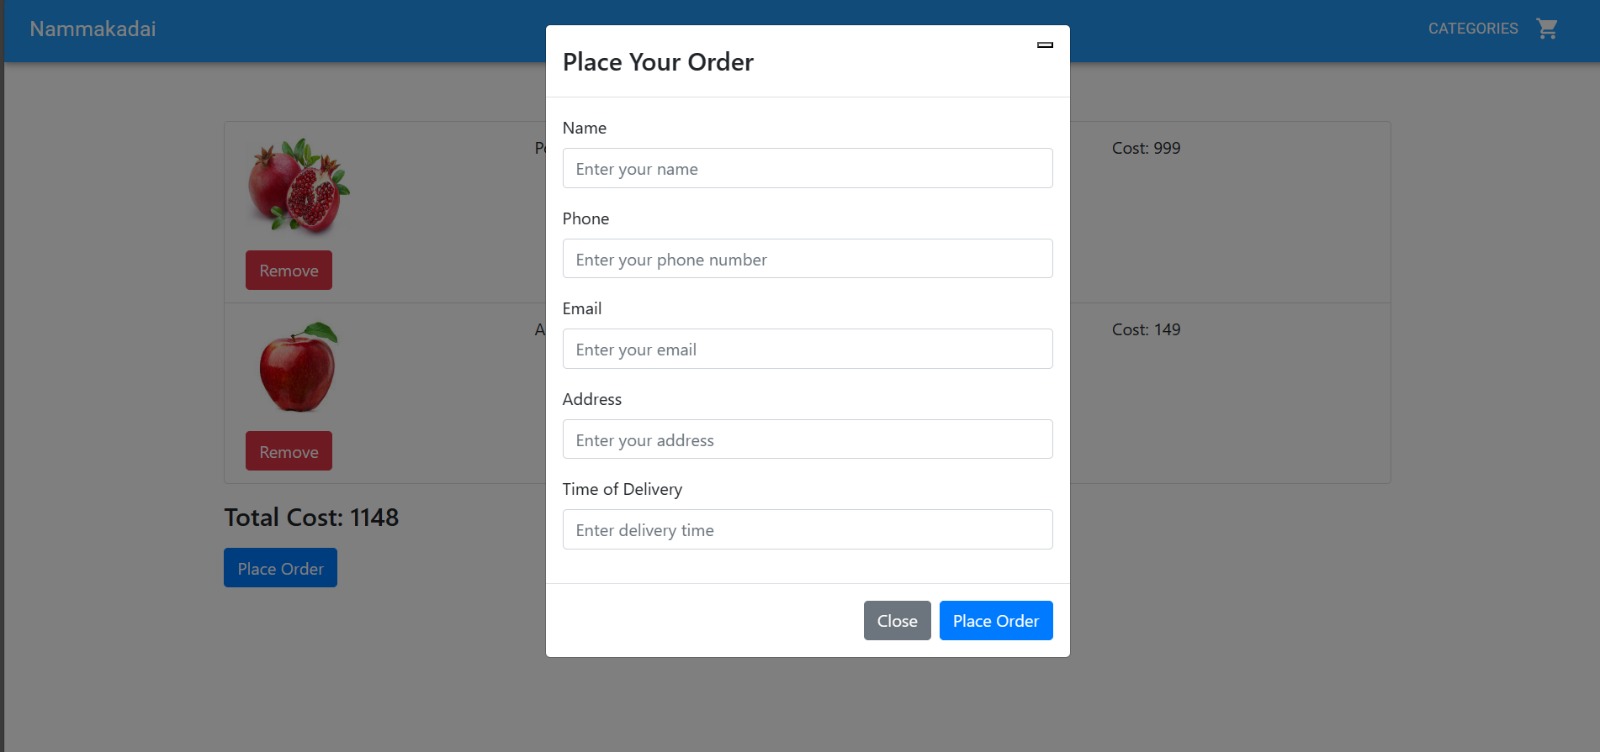 Nammakadai
CATEGORIES
Place Your Order
Name
Enter your name
Phone
Enter your phone number
Email
Enter your email
Address
Enter your address
Time of Delivery
Enter delivery time
Close
Place Order
Cost: 999
Remove
Cost: 149
Remove
Total Cost: 1148
Place Order